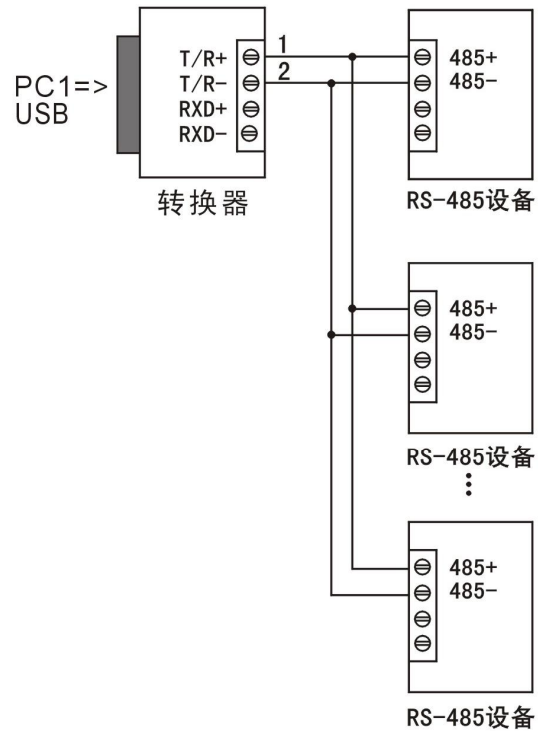 PC1=>
USB
T/R+
T/R-
RXD+
RXD-
1
2
转换器
485+
485-
RS-485设备
485+
485-
RS-485设备
⋮
485+
485-
RS-485设备